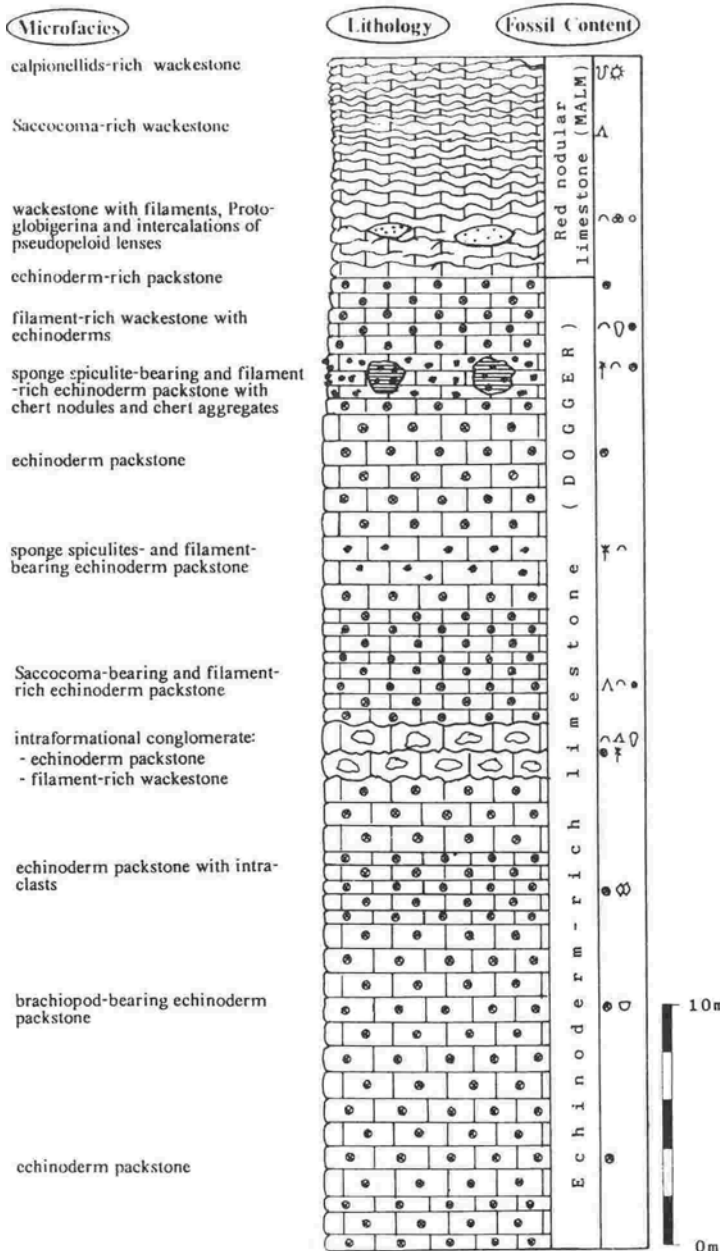 Microfacies
Lithology
Fossil Content
calpionellids-rich wackestone
Saccocoma-rich wackestone
wackestone with filaments, Proto-
globigerina and intercalations of
pseudopeloid lenses
echinoderm-rich packstone
filament-rich wackestone with
echinoderms
sponge spiculite-bearing and filament
-rich echinoderm packstone with
chert nodules and chert aggregates
echinoderm packstone
sponge spiculites- and filament-
bearing echinoderm packstone
Saccocoma-bearing and filament-
rich echinoderm packstone
intraformational conglomerate:
- echinoderm packstone
- filament-rich wackestone
echinoderm packstone with intra-
clasts
brachiopod-bearing echinoderm
packstone
echinoderm packstone
Red nodular
limestone (MALM)
Echinoderm-rich limestone (DOGGER)
10m
0m